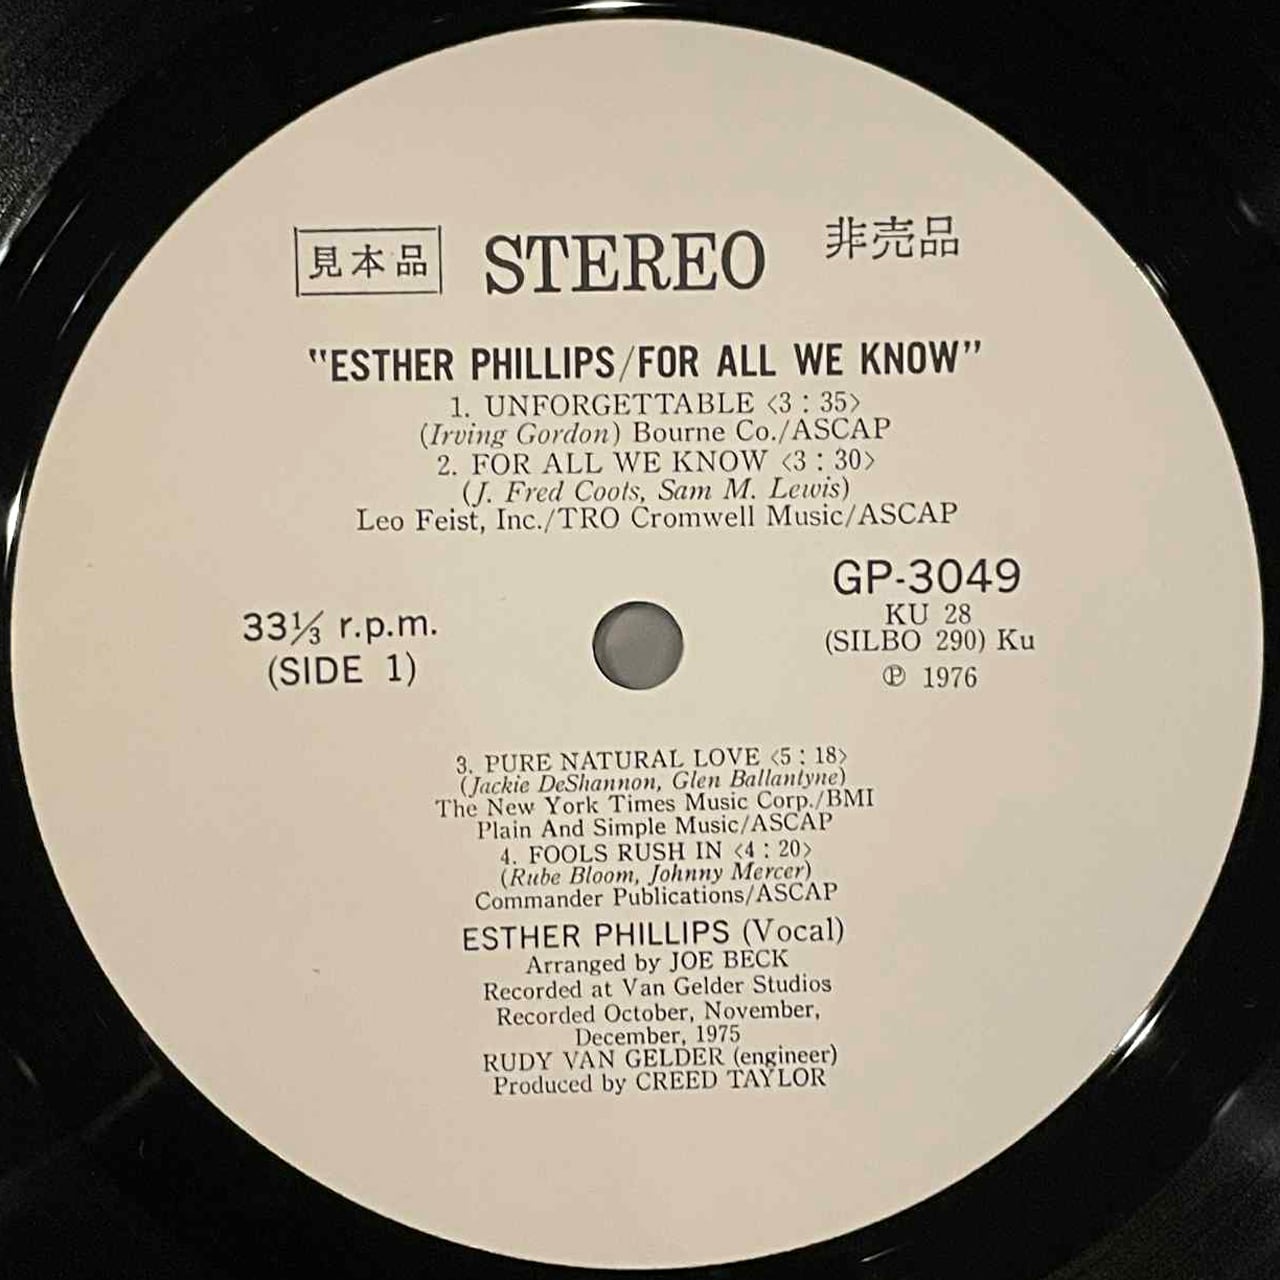 見本品 STEREO 非売品
"ESTHER PHILLIPS/FOR ALL WE KNOW"
1. UNFORGETTABLE <3 : 35>
(Irving Gordon) Bourne Co./ASCAP
2. FOR ALL WE KNOW <3 : 30>
(J. Fred Coots, Sam M. Lewis)
Leo Feist, Inc./TRO Cromwell Music/ASCAP
33⅓ r.p.m.
(SIDE 1)
GP-3049
KU 28
(SILBO 290) Ku
℗ 1976
3. PURE NATURAL LOVE <5 : 18>
(Jackie DeShannon, Glen Ballantyne)
The New York Times Music Corp./BMI
Plain And Simple Music/ASCAP
4. FOOLS RUSH IN <4 : 20>
(Rube Bloom, Johnny Mercer)
Commander Publications/ASCAP
ESTHER PHILLIPS (Vocal)
Arranged by JOE BECK
Recorded at Van Gelder Studios
Recorded October, November,
December, 1975
RUDY VAN GELDER (engineer)
Produced by CREED TAYLOR